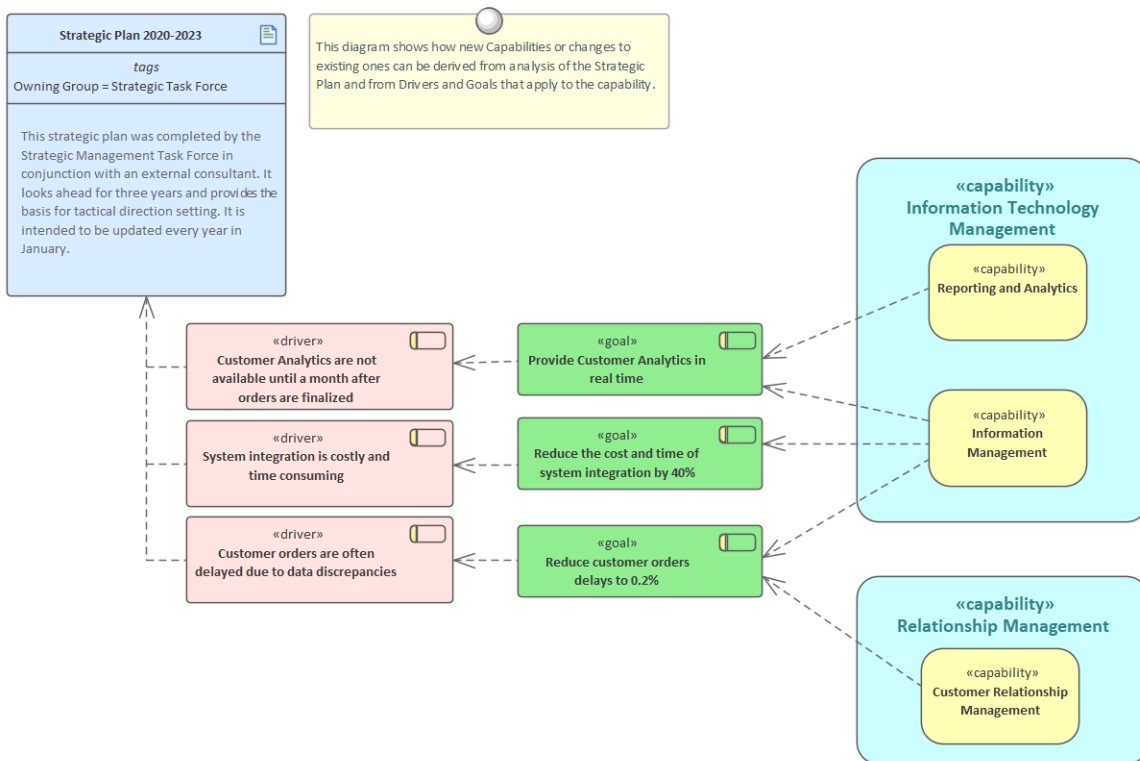 Strategic Plan 2020-2023
tags
Owning Group = Strategic Task Force
This strategic plan was completed by the
Strategic Management Task Force in
conjunction with an external consultant. It
looks ahead for three years and provides the
basis for tactical direction setting. It is
intended to be updated every year in
January.
This diagram shows how new Capabilities or changes to
existing ones can be derived from analysis of the Strategic
Plan and from Drivers and Goals that apply to the capability.
«driver»
Customer Analytics are not
available until a month after
orders are finalized
«driver»
System integration is costly and
time consuming
«driver»
Customer orders are often
delayed due to data discrepancies
«goal»
Provide Customer Analytics in
real time
«goal»
Reduce the cost and time of
system integration by 40%
«goal»
Reduce customer orders
delays to 0.2%
«capability»
Information Technology
Management
«capability»
Reporting and Analytics
«capability»
Information
Management
«capability»
Relationship Management
«capability»
Customer Relationship
Management